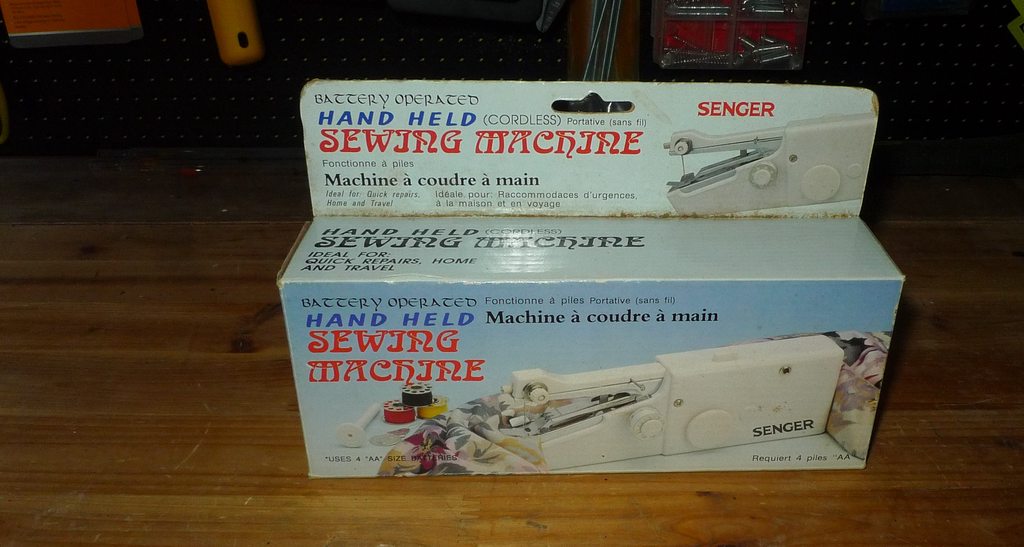 BATTERY OPERATED
HAND HELD (CORDLESS) Portative (sans fil)
SENGER
SEWING MACHINE
Fonctionne à piles
Machine à coudre à main
Ideal for: Quick repairs,
Home and Travel
Idéale pour: Raccommodaces d'urgences,
à la maison et en voyage
HAND HELD (CORDLESS)
SEWING MACHINE
IDEAL FOR:
QUICK REPAIRS, HOME
AND TRAVEL
BATTERY OPERATED Fonctionne à piles Portative (sans fil)
HAND HELD Machine à coudre à main
SEWING
MACHINE
SENGER
*USES 4 "AA" SIZE BATTERIES
Requiert 4 piles "AA"